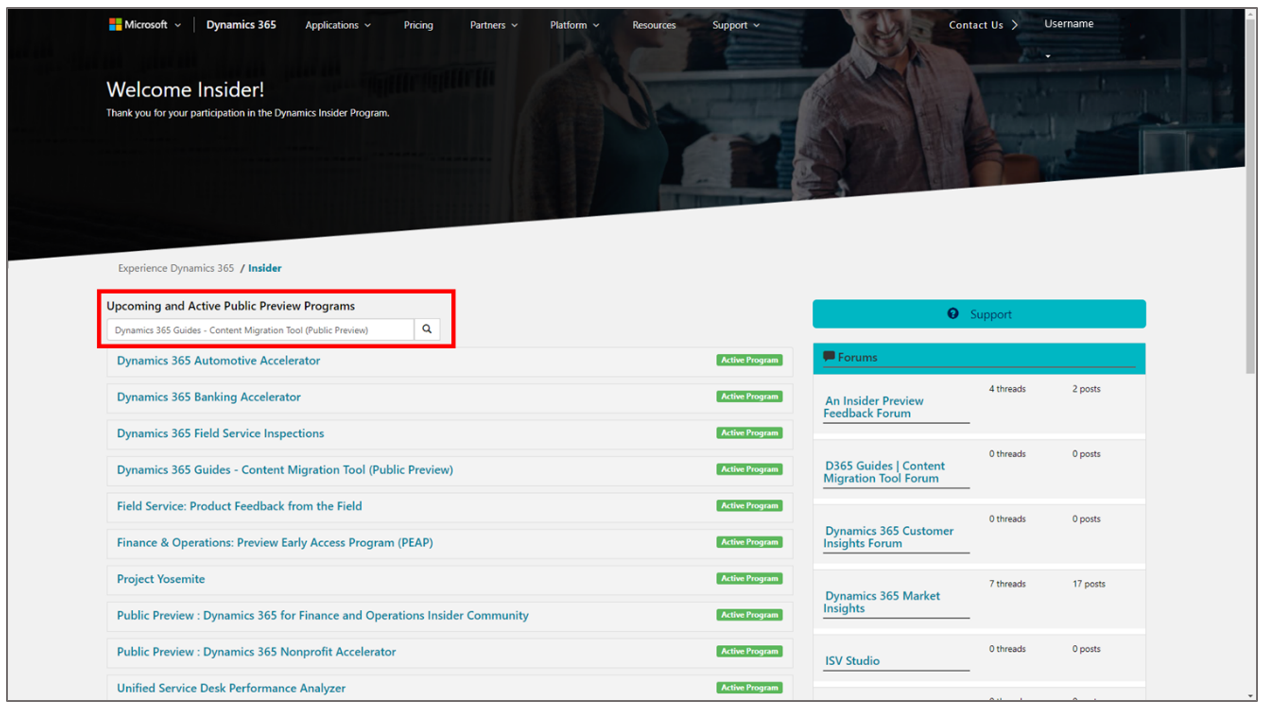 Microsoft
Dynamics 365
Applications
Pricing
Partners
Platform
Resources
Support
Contact Us
Username
Welcome Insider!
Thank you for your participation in the Dynamics Insider Program.
Experience Dynamics 365 / Insider
Upcoming and Active Public Preview Programs
Dynamics 365 Guides - Content Migration Tool (Public Preview)
Dynamics 365 Automotive Accelerator Active Program
Dynamics 365 Banking Accelerator Active Program
Dynamics 365 Field Service Inspections Active Program
Dynamics 365 Guides - Content Migration Tool (Public Preview) Active Program
Field Service: Product Feedback from the Field Active Program
Finance & Operations: Preview Early Access Program (PEAP) Active Program
Project Yosemite Active Program
Public Preview : Dynamics 365 for Finance and Operations Insider Community Active Program
Public Preview : Dynamics 365 Nonprofit Accelerator Active Program
Unified Service Desk Performance Analyzer Active Program
Support
Forums
4 threads 2 posts
An Insider Preview
Feedback Forum
0 threads 0 posts
D365 Guides | Content
Migration Tool Forum
0 threads 0 posts
Dynamics 365 Customer
Insights Forum
7 threads 17 posts
Dynamics 365 Market
Insights
0 threads 0 posts
ISV Studio